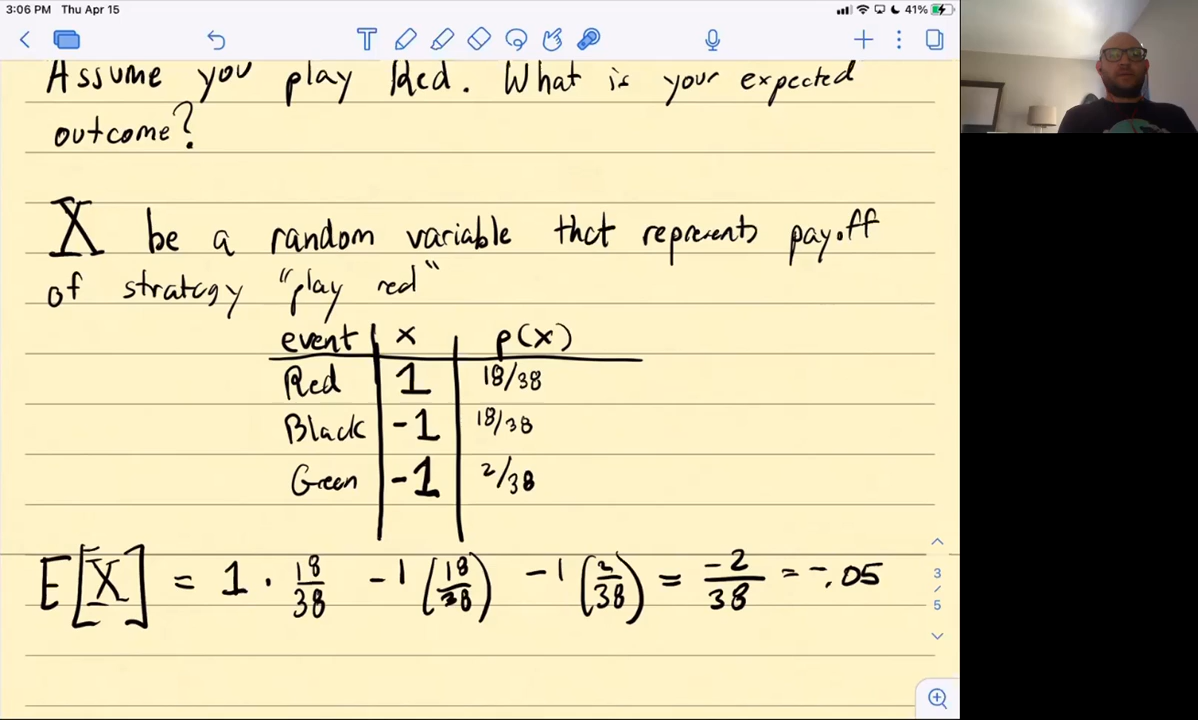 3:06 PM Thu Apr 15
41%
Assume you play Red. What is your expected
outcome?
X be a random variable that represents payoff
of strategy "play red"
event x p(x)
Red 1 18/38
Black -1 18/38
Green -1 2/38
E[X] = 1 · 18/38 -1 (18/38) -1 (2/38) = -2/38 = -.05
3
/
5